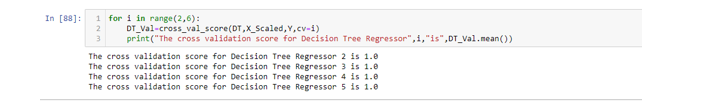 In [88]:
1 for i in range(2,6):
2 DT_Val=cross_val_score(DT,X_Scaled,Y,cv=i)
3 print("The cross validation score for Decision Tree Regressor",i,"is",DT_Val.mean())
The cross validation score for Decision Tree Regressor 2 is 1.0
The cross validation score for Decision Tree Regressor 3 is 1.0
The cross validation score for Decision Tree Regressor 4 is 1.0
The cross validation score for Decision Tree Regressor 5 is 1.0